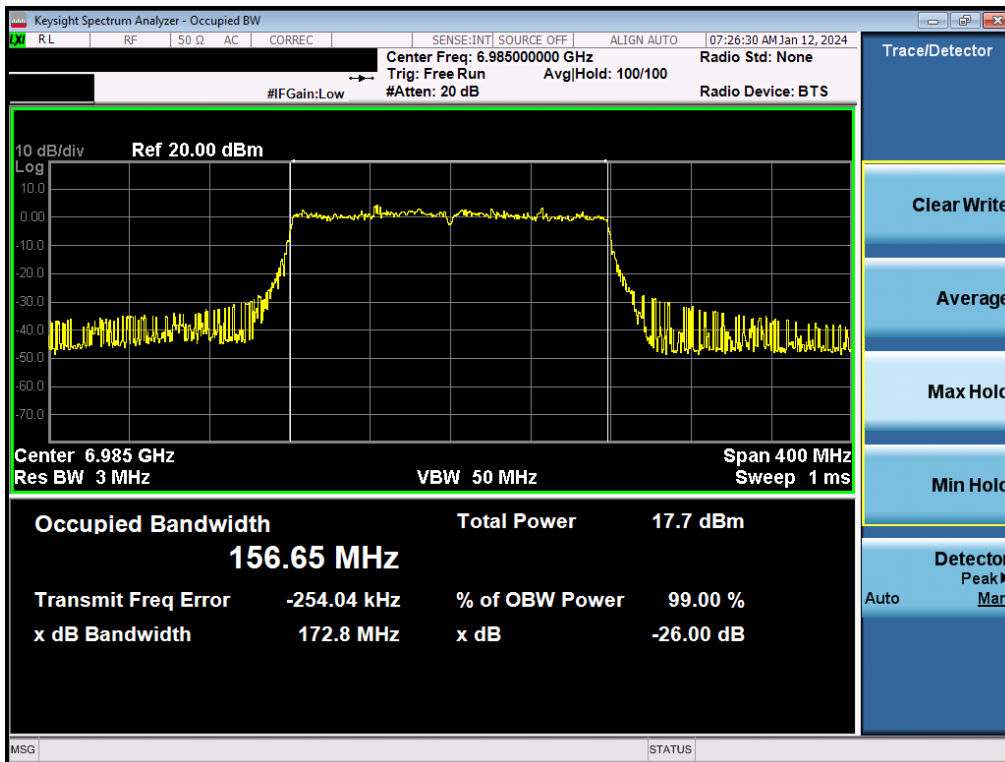 Keysight Spectrum Analyzer - Occupied BW
LXI RL RF 50 Ω AC CORREC SENSE:INT SOURCE OFF ALIGN AUTO 07:26:30 AM Jan 12, 2024
Center Freq: 6.985000000 GHz Radio Std: None
Trig: Free Run Avg|Hold: 100/100
#IFGain:Low #Atten: 20 dB Radio Device: BTS
10 dB/div Ref 20.00 dBm
Log
10.0
0.00
-10.0
-20.0
-30.0
-40.0
-50.0
-60.0
-70.0
Center 6.985 GHz Span 400 MHz
Res BW 3 MHz VBW 50 MHz Sweep 1 ms
Occupied Bandwidth Total Power 17.7 dBm
156.65 MHz
Transmit Freq Error -254.04 kHz % of OBW Power 99.00 %
x dB Bandwidth 172.8 MHz x dB -26.00 dB
MSG STATUS
Trace/Detector
Clear Write
Average
Max Hold
Min Hold
Detector
Peak
Auto Man